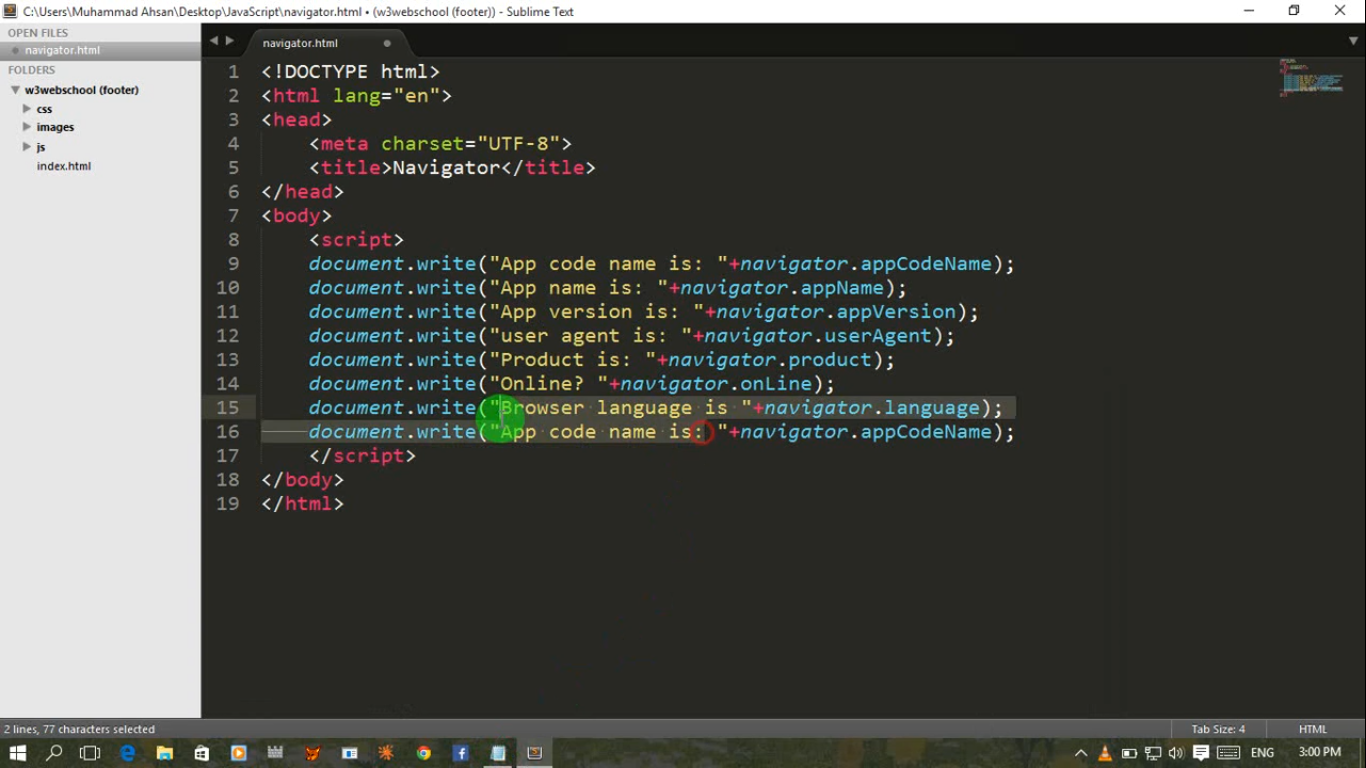 C:\Users\Muhammad Ahsan\Desktop\JavaScript\navigator.html • (w3webschool (footer)) - Sublime Text
OPEN FILES
navigator.html
FOLDERS
w3webschool (footer)
css
images
js
index.html
navigator.html
1 <!DOCTYPE html>
2 <html lang="en">
3 <head>
4 <meta charset="UTF-8">
5 <title>Navigator</title>
6 </head>
7 <body>
8 <script>
9 document.write("App code name is: "+navigator.appCodeName);
10 document.write("App name is: "+navigator.appName);
11 document.write("App version is: "+navigator.appVersion);
12 document.write("user agent is: "+navigator.userAgent);
13 document.write("Product is: "+navigator.product);
14 document.write("Online? "+navigator.onLine);
15 document.write("Browser language is "+navigator.language);
16 document.write("App code name is: "+navigator.appCodeName);
17 </script>
18 </body>
19 </html>
2 lines, 77 characters selected
Tab Size: 4
HTML
ENG
3:00 PM